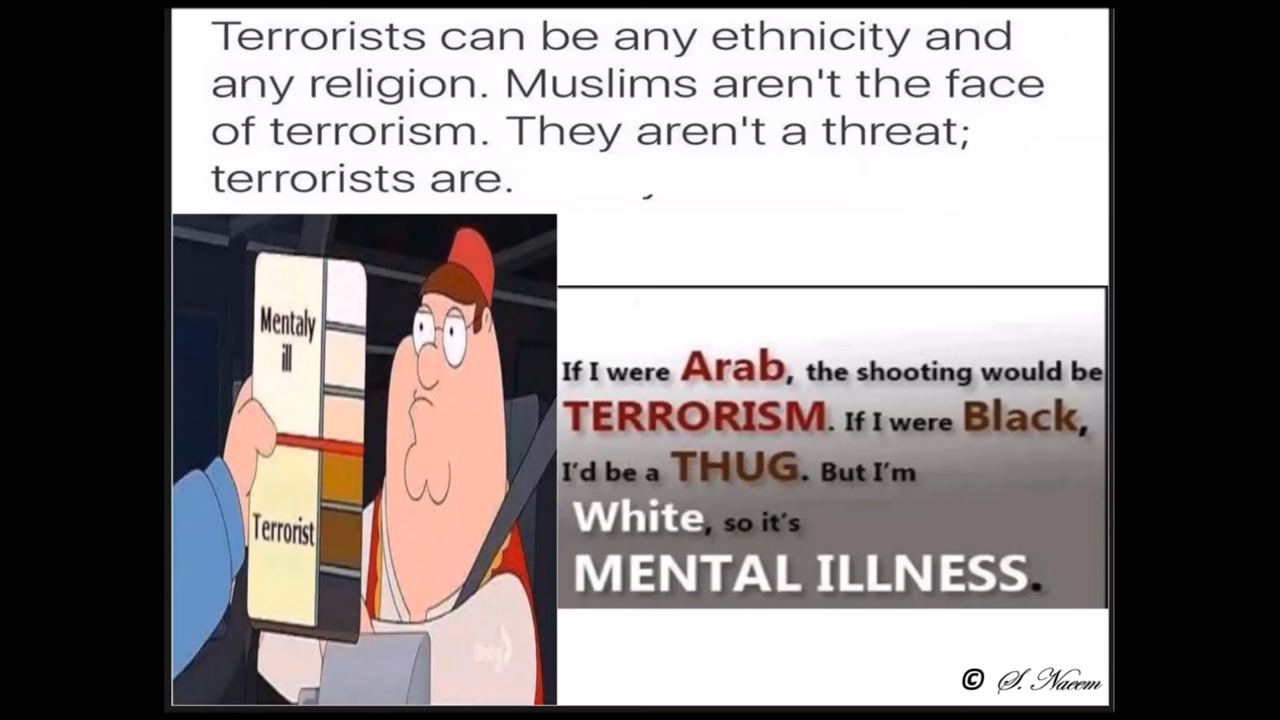 Terrorists can be any ethnicity and
any religion. Muslims aren't the face
of terrorism. They aren't a threat;
terrorists are.
Mentaly
ill
Terrorist
If I were Arab, the shooting would be
TERRORISM. If I were Black,
I'd be a THUG. But I'm
White, so it's
MENTAL ILLNESS.
© S. Naeem